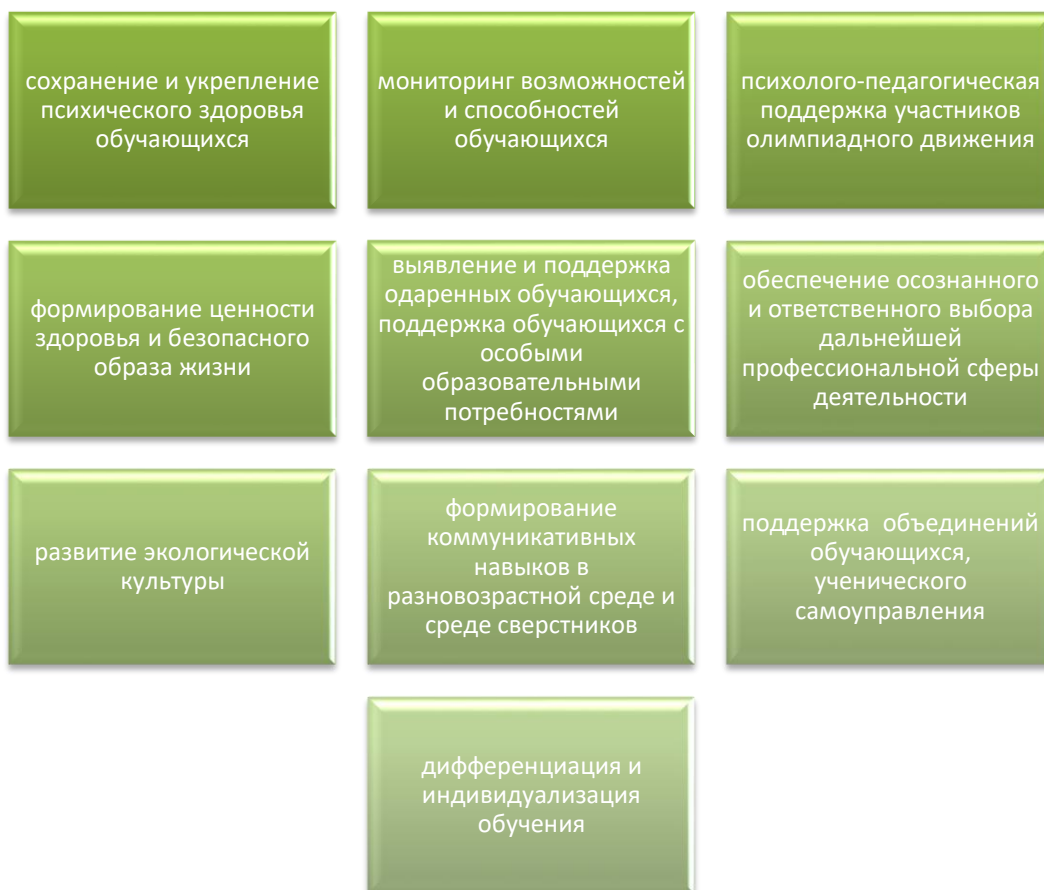 сохранение и укрепление
психического здоровья
обучающихся
мониторинг возможностей
и способностей
обучающихся
психолого-педагогическая
поддержка участников
олимпиадного движения
формирование ценности
здоровья и безопасного
образа жизни
выявление и поддержка
одаренных обучающихся,
поддержка обучающихся с
особыми
образовательными
потребностями
обеспечение осознанного
и ответственного выбора
дальнейшей
профессиональной сферы
деятельности
развитие экологической
культуры
формирование
коммуникативных
навыков в
разновозрастной среде и
среде сверстников
поддержка объединений
обучающихся,
ученического
самоуправления
дифференциация и
индивидуализация
обучения